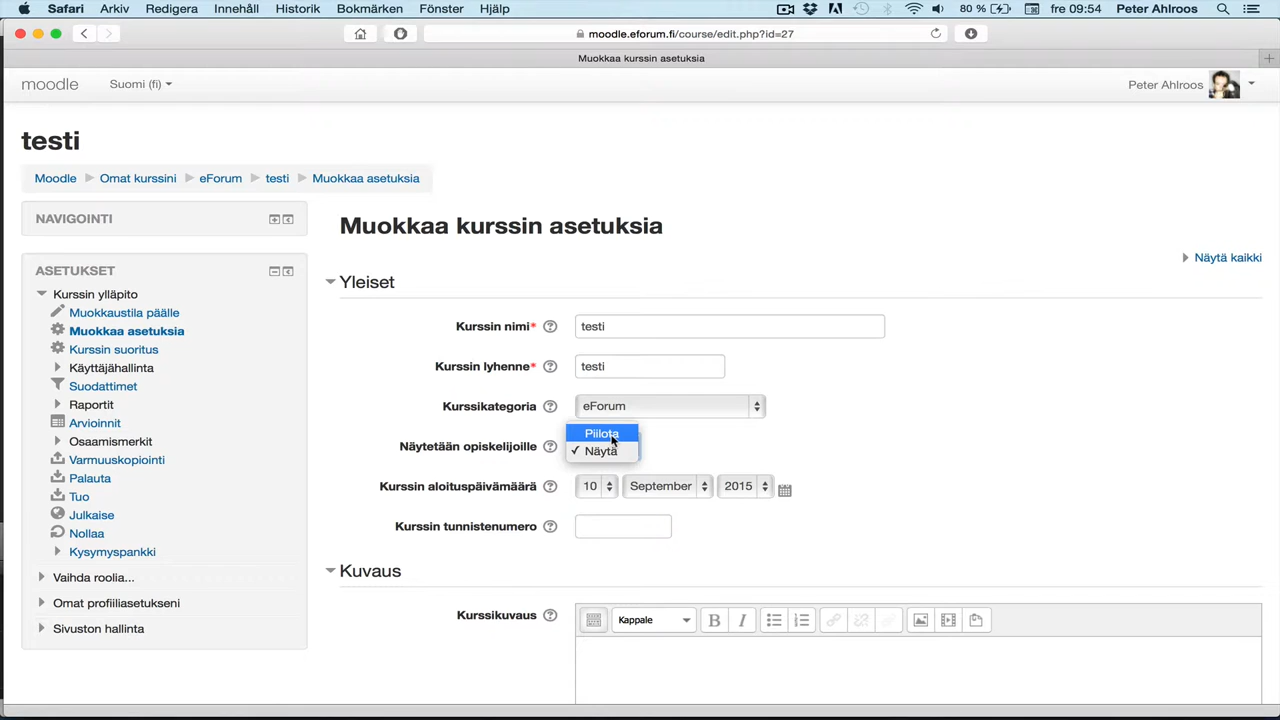 Safari Arkiv Redigera Innehåll Historik Bokmärken Fönster Hjälp 80 % fre 09:54 Peter Ahlroos
moodle.eforum.fi/course/edit.php?id=27
Muokkaa kurssin asetuksia
moodle Suomi (fi) Peter Ahlroos
testi
Moodle Omat kurssini eForum testi Muokkaa asetuksia
NAVIGOINTI
ASETUKSET
Kurssin ylläpito
Muokkaustila päälle
Muokkaa asetuksia
Kurssin suoritus
Käyttäjähallinta
Suodattimet
Raportit
Arvioinnit
Osaamismerkit
Varmuuskopiointi
Palauta
Tuo
Julkaise
Nollaa
Kysymyspankki
Vaihda roolia...
Omat profiiliasetukseni
Sivuston hallinta
Muokkaa kurssin asetuksia
Näytä kaikki
Yleiset
Kurssin nimi* testi
Kurssin lyhenne* testi
Kurssikategoria eForum
Piilota
Näytetään opiskelijoille
✓ Näytä
Kurssin aloituspäivämäärä 10 September 2015
Kurssin tunnistenumero
Kuvaus
Kurssikuvaus Kappale B I